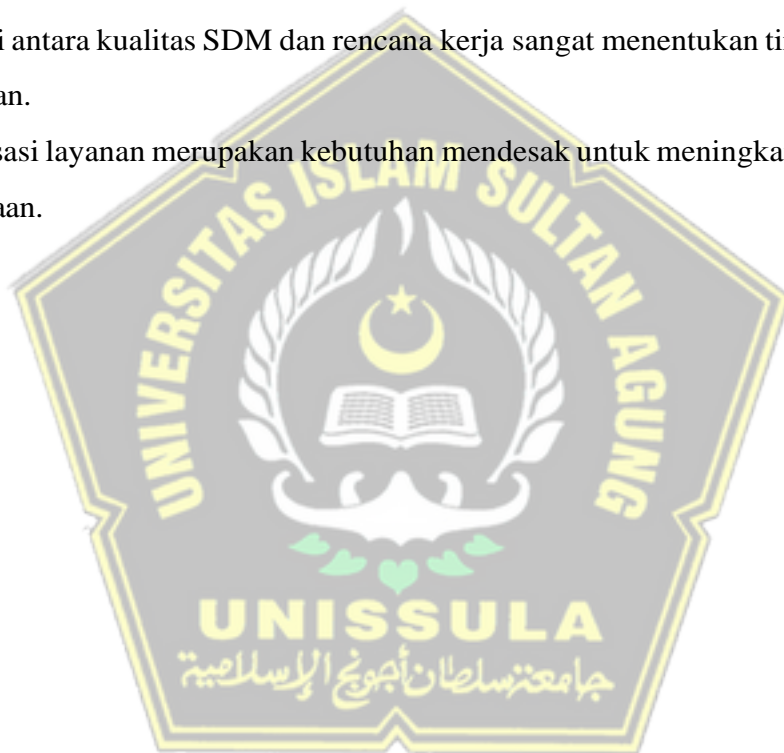 i antara kualitas SDM dan rencana kerja sangat menentukan ti
an.
sasi layanan merupakan kebutuhan mendesak untuk meningka
aan.
UNIVERSITAS ISLAM SULTAN AGUNG
UNISSULA
جامعة سلطان أجونج الإسلامية